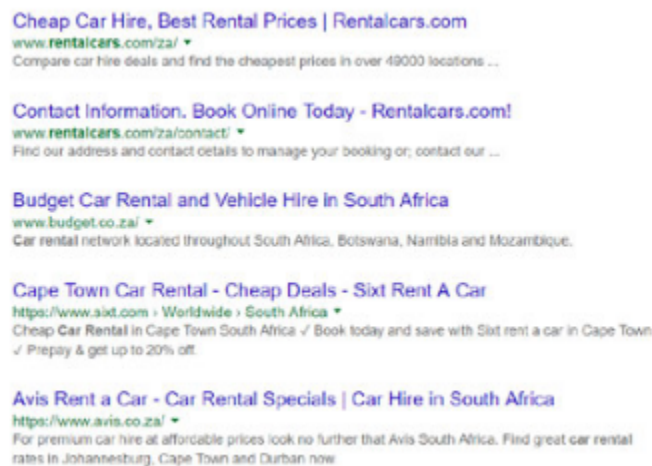 Cheap Car Hire, Best Rental Prices | Rentalcars.com
www.rentalcars.com/za/
Compare car hire deals and find the cheapest prices in over 49000 locations ...
Contact Information. Book Online Today - Rentalcars.com!
www.rentalcars.com/za/contact/
Find our address and contact details to manage your booking or; contact our ...
Budget Car Rental and Vehicle Hire in South Africa
www.budget.co.za/
Car rental network located throughout South Africa, Botswana, Namibia and Mozambique.
Cape Town Car Rental - Cheap Deals - Sixt Rent A Car
https://www.sixt.com › Worldwide › South Africa
Cheap Car Rental in Cape Town South Africa ✓ Book today and save with Sixt rent a car in Cape Town
✓ Prepay & get up to 20% off.
Avis Rent a Car - Car Rental Specials | Car Hire in South Africa
https://www.avis.co.za/
For premium car hire at affordable prices look no further that Avis South Africa. Find great car rental
rates in Johannesburg, Cape Town and Durban now.